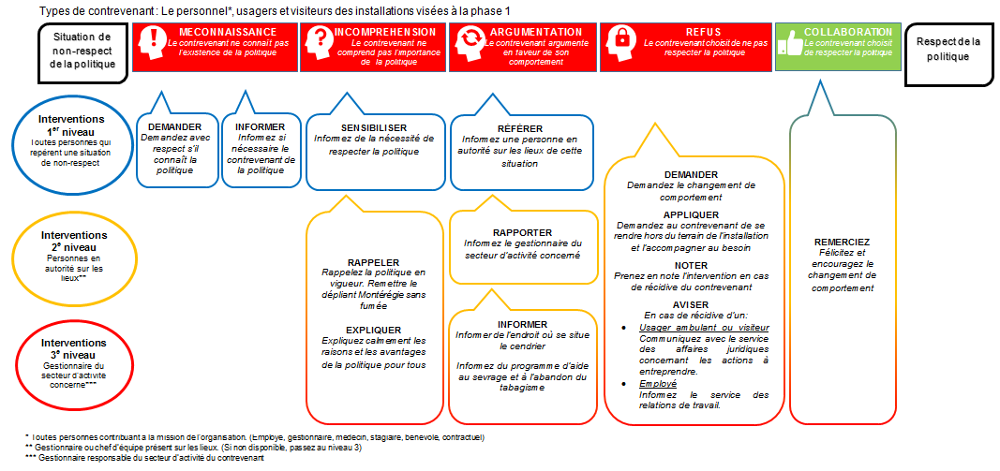 Types de contrevenant : Le personnel*, usagers et visiteurs des installations visées à la phase 1
Situation de
non-respect
de la politique
MECONNAISSANCE
Le contrevenant ne connaît pas
l'existence de la politique
INCOMPREHENSION
Le contrevenant ne
comprend pas l'importance
de la politique
ARGUMENTATION
Le contrevenant argumente
en faveur de son
comportement
REFUS
Le contrevenant choisit de ne pas
respecter la politique
COLLABORATION
Le contrevenant choisit
de respecter la poltique
Respect de la
politique
Interventions
1er niveau
Toutes personnes qui
repèrent une situation
de non-respect
DEMANDER
Demandez avec
respect s'il
connaît la
politique
INFORMER
Informez si
nécessaire le
contrevenant de
la politique
SENSIBILISER
Informez de la nécessité de
respecter la politique
RÉFÉRER
Informez une personne en
autorité sur les lieux de cette
situation
Interventions
2e niveau
Personnes en
autorité sur les
lieux**
Interventions
3e niveau
Gestionnaire du
secteur d'activité
concerne***
RAPPELER
Rappelez la politique en
vigueur. Remettre le
dépliant Montérégie sans
fumée
EXPLIQUER
Expliquez calmement les
raisons et les avantages
de la politique pour tous
RAPPORTER
Informez le gestionnaire du
secteur d'activité concerné
INFORMER
Informer de l'endroit où se situe
le cendrier
Informez du programme d'aide
au sevrage et à l'abandon du
tabagisme
DEMANDER
Demandez le changement de
comportement
APPLIQUER
Demandez au contrevenant de se
rendre hors du terrain de l'installation
et l'accompagner au besoin
NOTER
Prenez en note l'intervention en cas
de récidive du contrevenant
AVISER
En cas de récidive d'un:
• Usager ambulant ou visiteur
Communiquez avec le service
des affaires juridiques
concernant les actions à
entreprendre.
• Employé
Informez le service des
relations de travail.
REMERCIEZ
Félicitez et
encouragez le
changement de
comportement
* Toutes personnes contribuant a la mission de l'organisation. (Employe, gestionnaire, medecin, stagiaire, benevole, contractuel)
** Gestionnaire ou chef d'équipe présent sur les lieux. (Si non disponible, passez au niveau 3)
*** Gestionnaire responsable du secteur d'activité du contrevenant